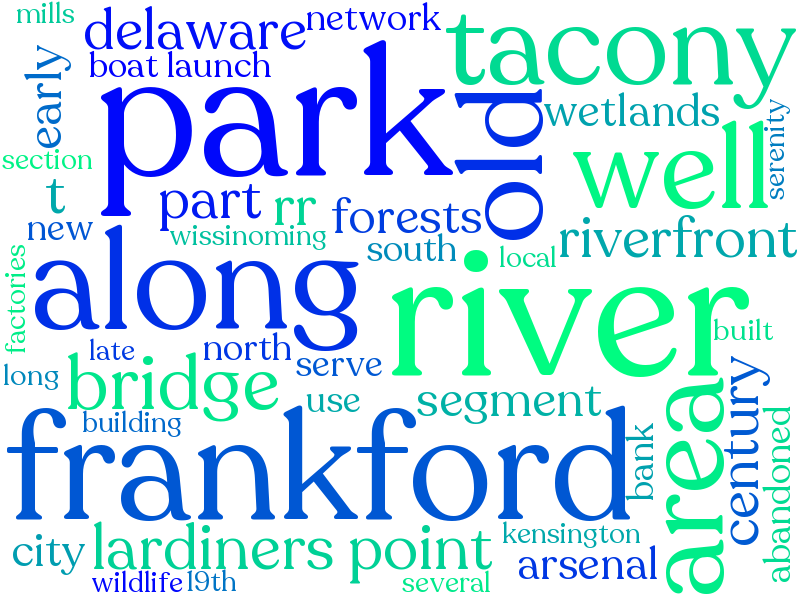 mills
delaware
network
tacony
early
boat launch
park
old
wetlands
serenity
section
well
t
part
rr
forests
new
wissinoming
south
riverfront
local
along
river
factories
built
late
north
long
bridge
serve
use
segment
century
building
frankford
bank
area
abandoned
city
lardiners point
kensington
arsenal
wildlife
19th
several